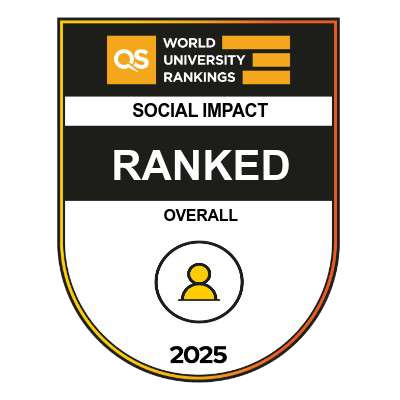 QS
WORLD
UNIVERSITY
RANKINGS
SOCIAL IMPACT
RANKED
OVERALL
2025